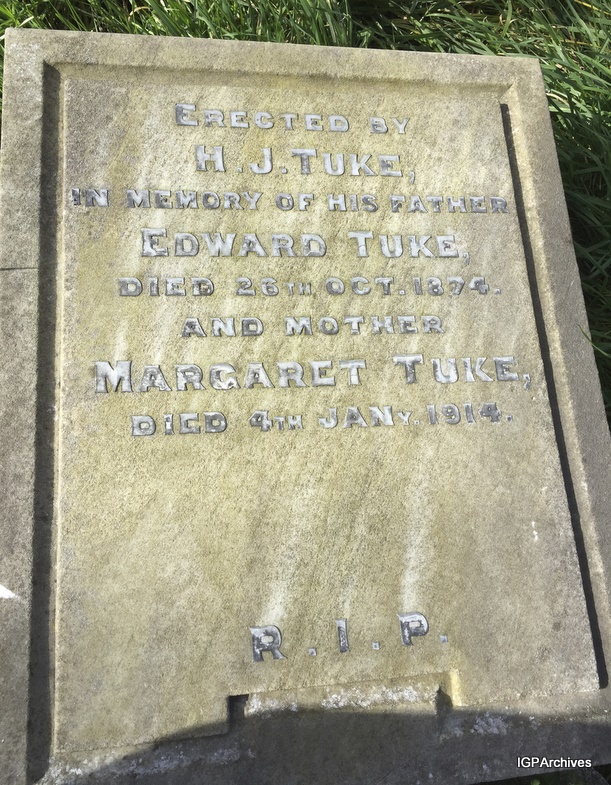 ERECTED BY
H.J.TUKE,
IN MEMORY OF HIS FATHER
EDWARD TUKE,
DIED 26TH OCT. 1874.
AND MOTHER
MARGARET TUKE,
DIED 4TH JANY. 1914.
R.I.P.
IGPArchives